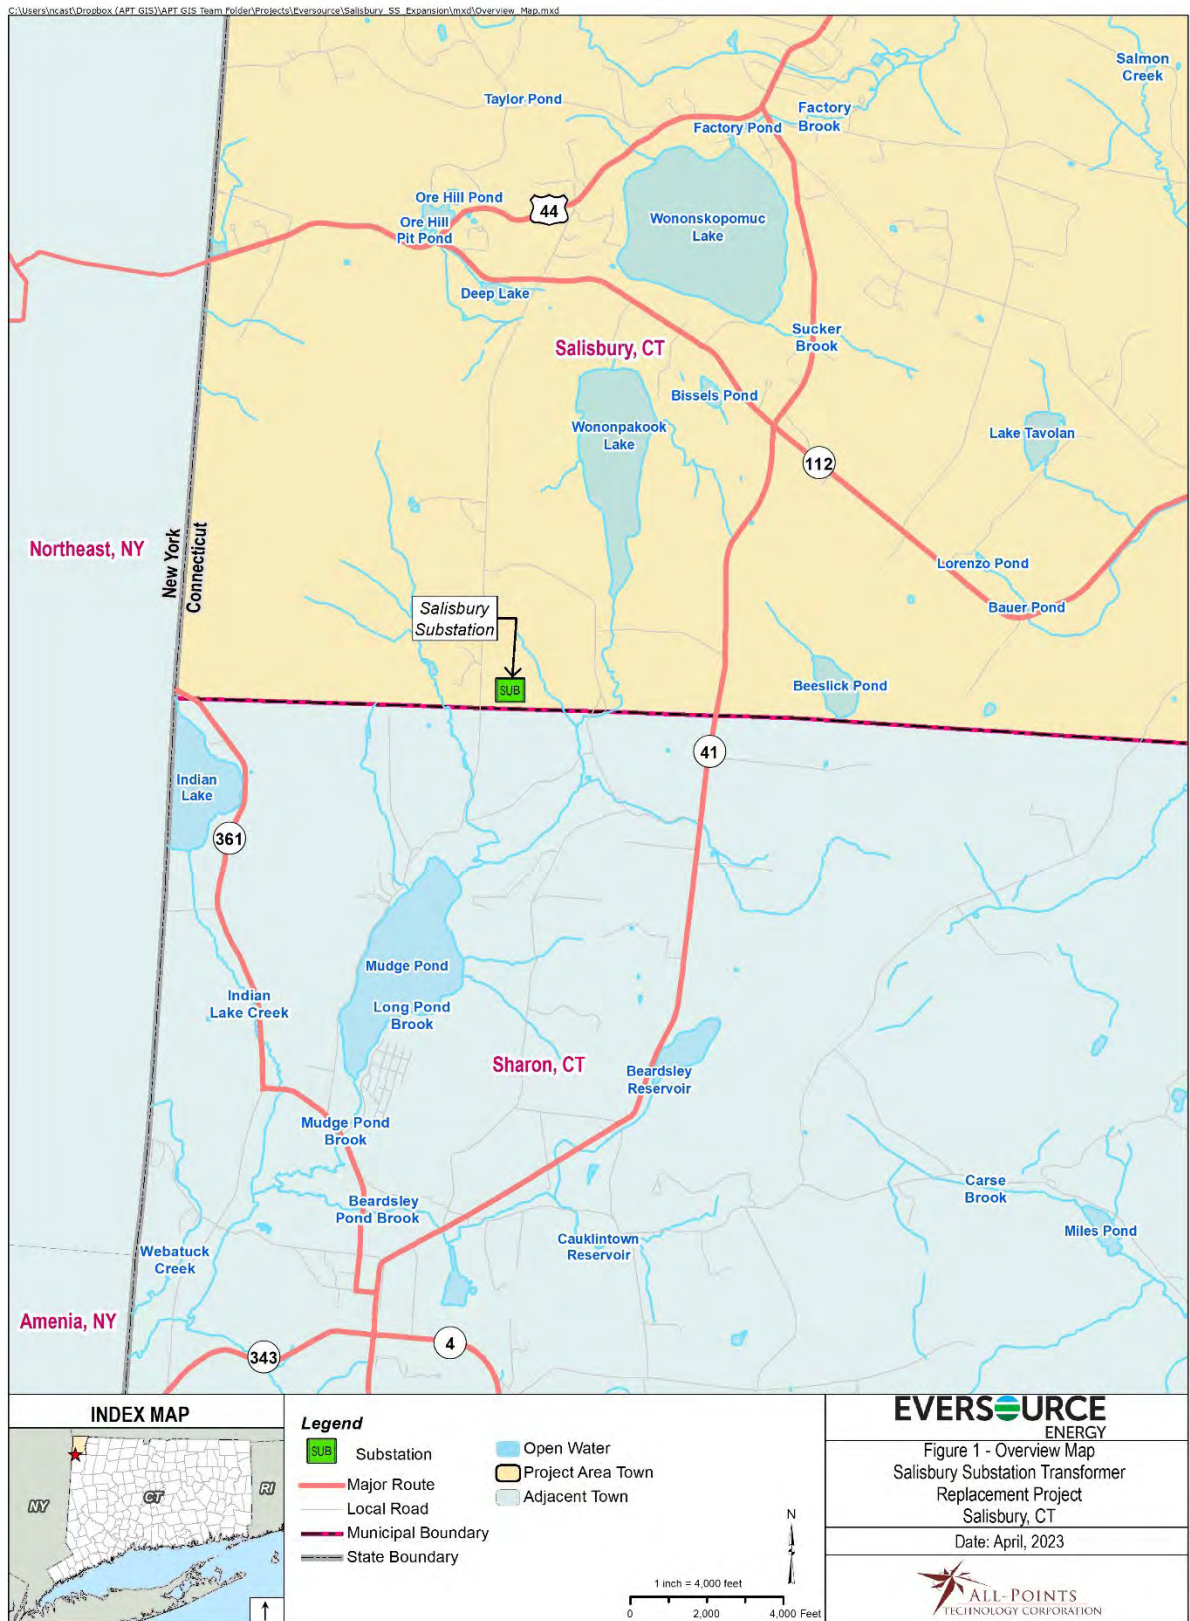 C:\Users\ncast\Dropbox (APT GIS)\APT GIS Team Folder\Projects\Eversource\Salisbury_SS_Expansion\mxd\Overview_Map.mxd
Salmon
Creek
Taylor Pond
Factory
Brook
Factory Pond
Ore Hill Pond
44
Ore Hill
Pit Pond
Wononskopomuc
Lake
Deep Lake
Sucker
Brook
Salisbury, CT
Bissels Pond
Wononpakook
Lake
Lake Tavolan
112
Northeast, NY
New York
Connecticut
Lorenzo Pond
Bauer Pond
Salisbury
Substation
SUB
Beeslick Pond
41
Indian
Lake
361
Mudge Pond
Indian
Lake Creek
Long Pond
Brook
Sharon, CT
Beardsley
Reservoir
Mudge Pond
Brook
Carse
Brook
Beardsley
Pond Brook
Miles Pond
Cauklintown
Reservoir
Webatuck
Creek
Amenia, NY
343
4
INDEX MAP
NY
CT
RI
Legend
SUB
Substation
Major Route
Local Road
Municipal Boundary
State Boundary
Open Water
Project Area Town
Adjacent Town
N
1 inch = 4,000 feet
0 2,000 4,000 Feet
EVERSOURCE
ENERGY
Figure 1 - Overview Map
Salisbury Substation Transformer
Replacement Project
Salisbury, CT
Date: April, 2023
ALL-POINTS
TECHNOLOGY CORPORATION